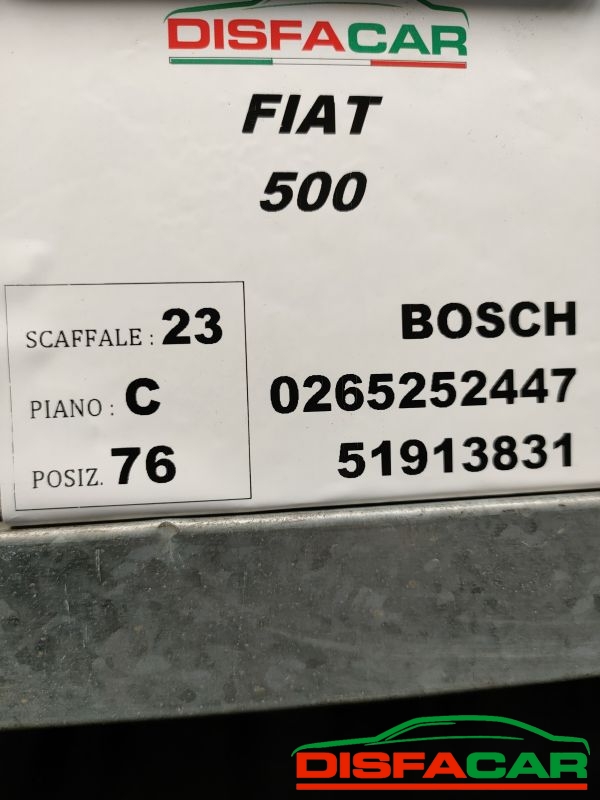 DISFACAR
FIAT
500
SCAFFALE : 23
PIANO : C
POSIZ. 76
BOSCH
0265252447
51913831
DISFACAR